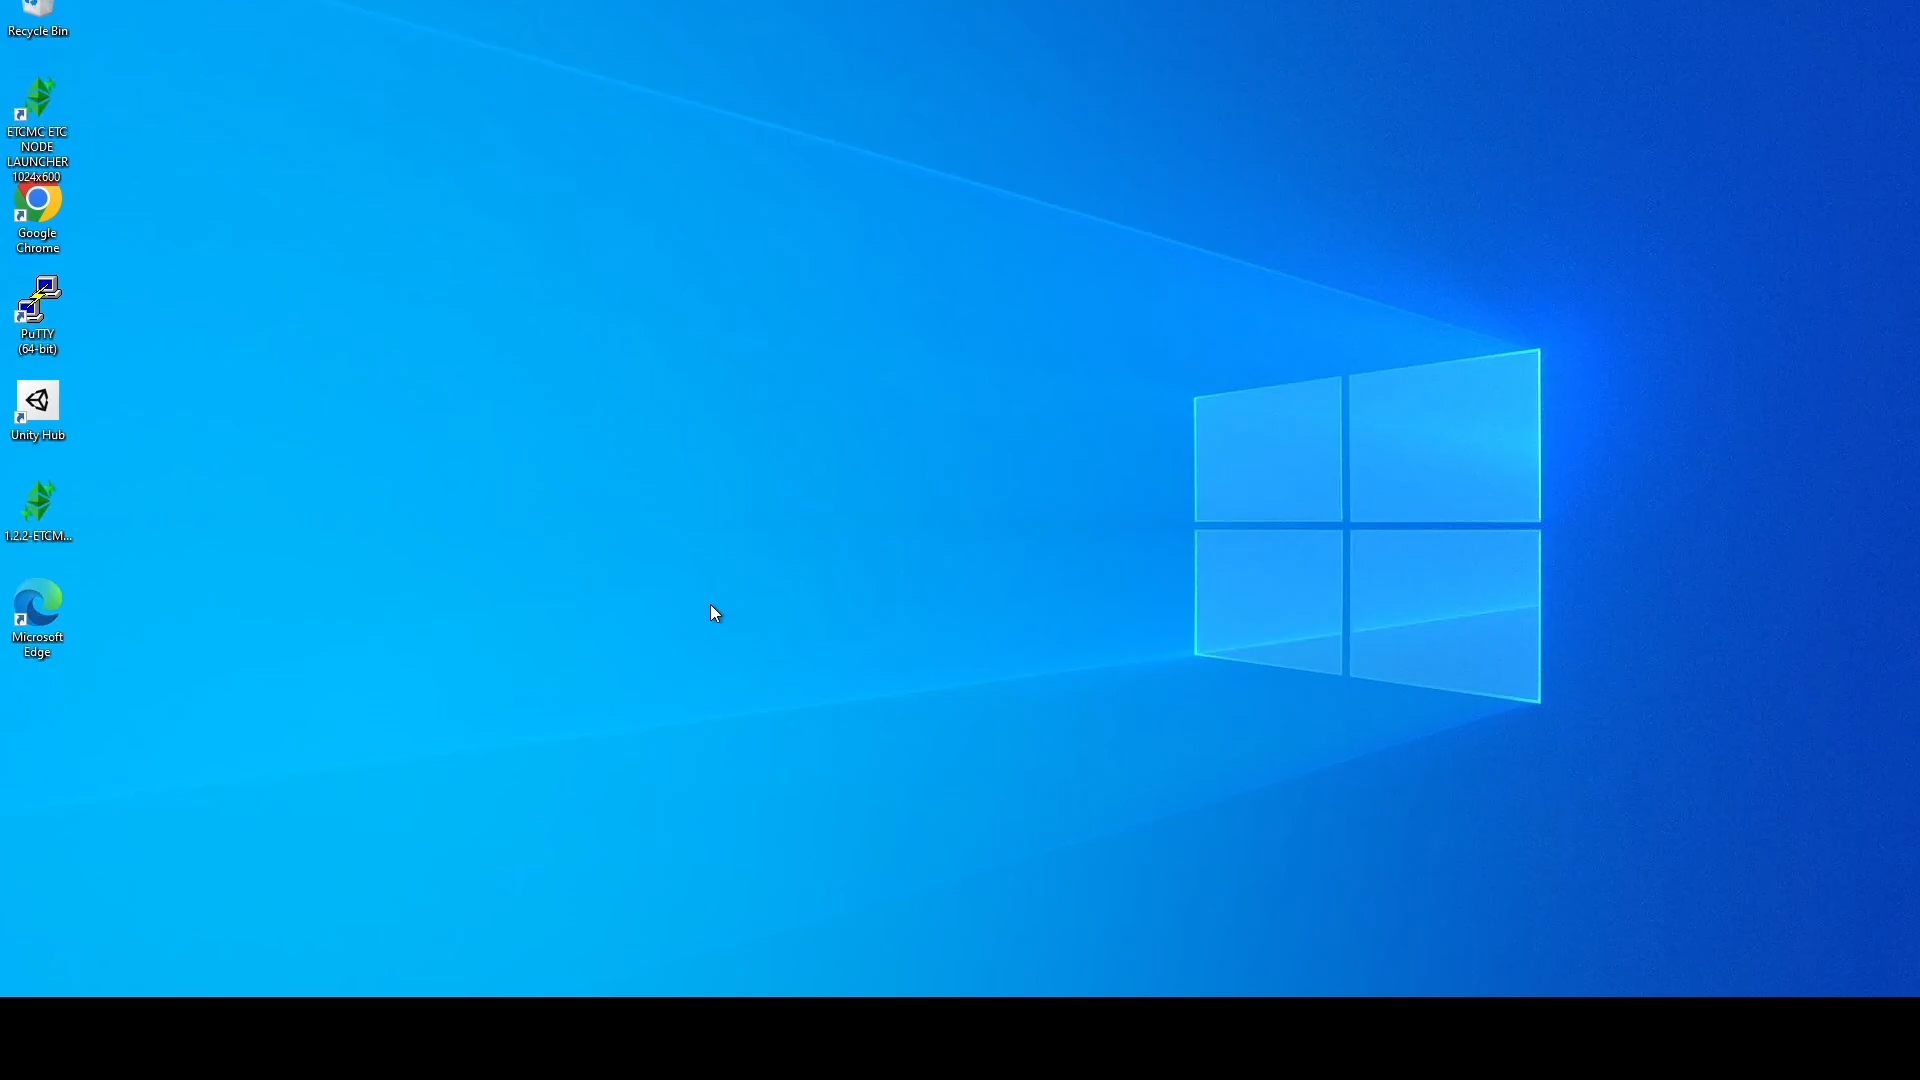 Recycle Bin
ETCMC ETC
NODE
LAUNCHER
1024x600
Google
Chrome
PuTTY
(64-bit)
Unity Hub
1.2.2-ETCM...
Microsoft
Edge